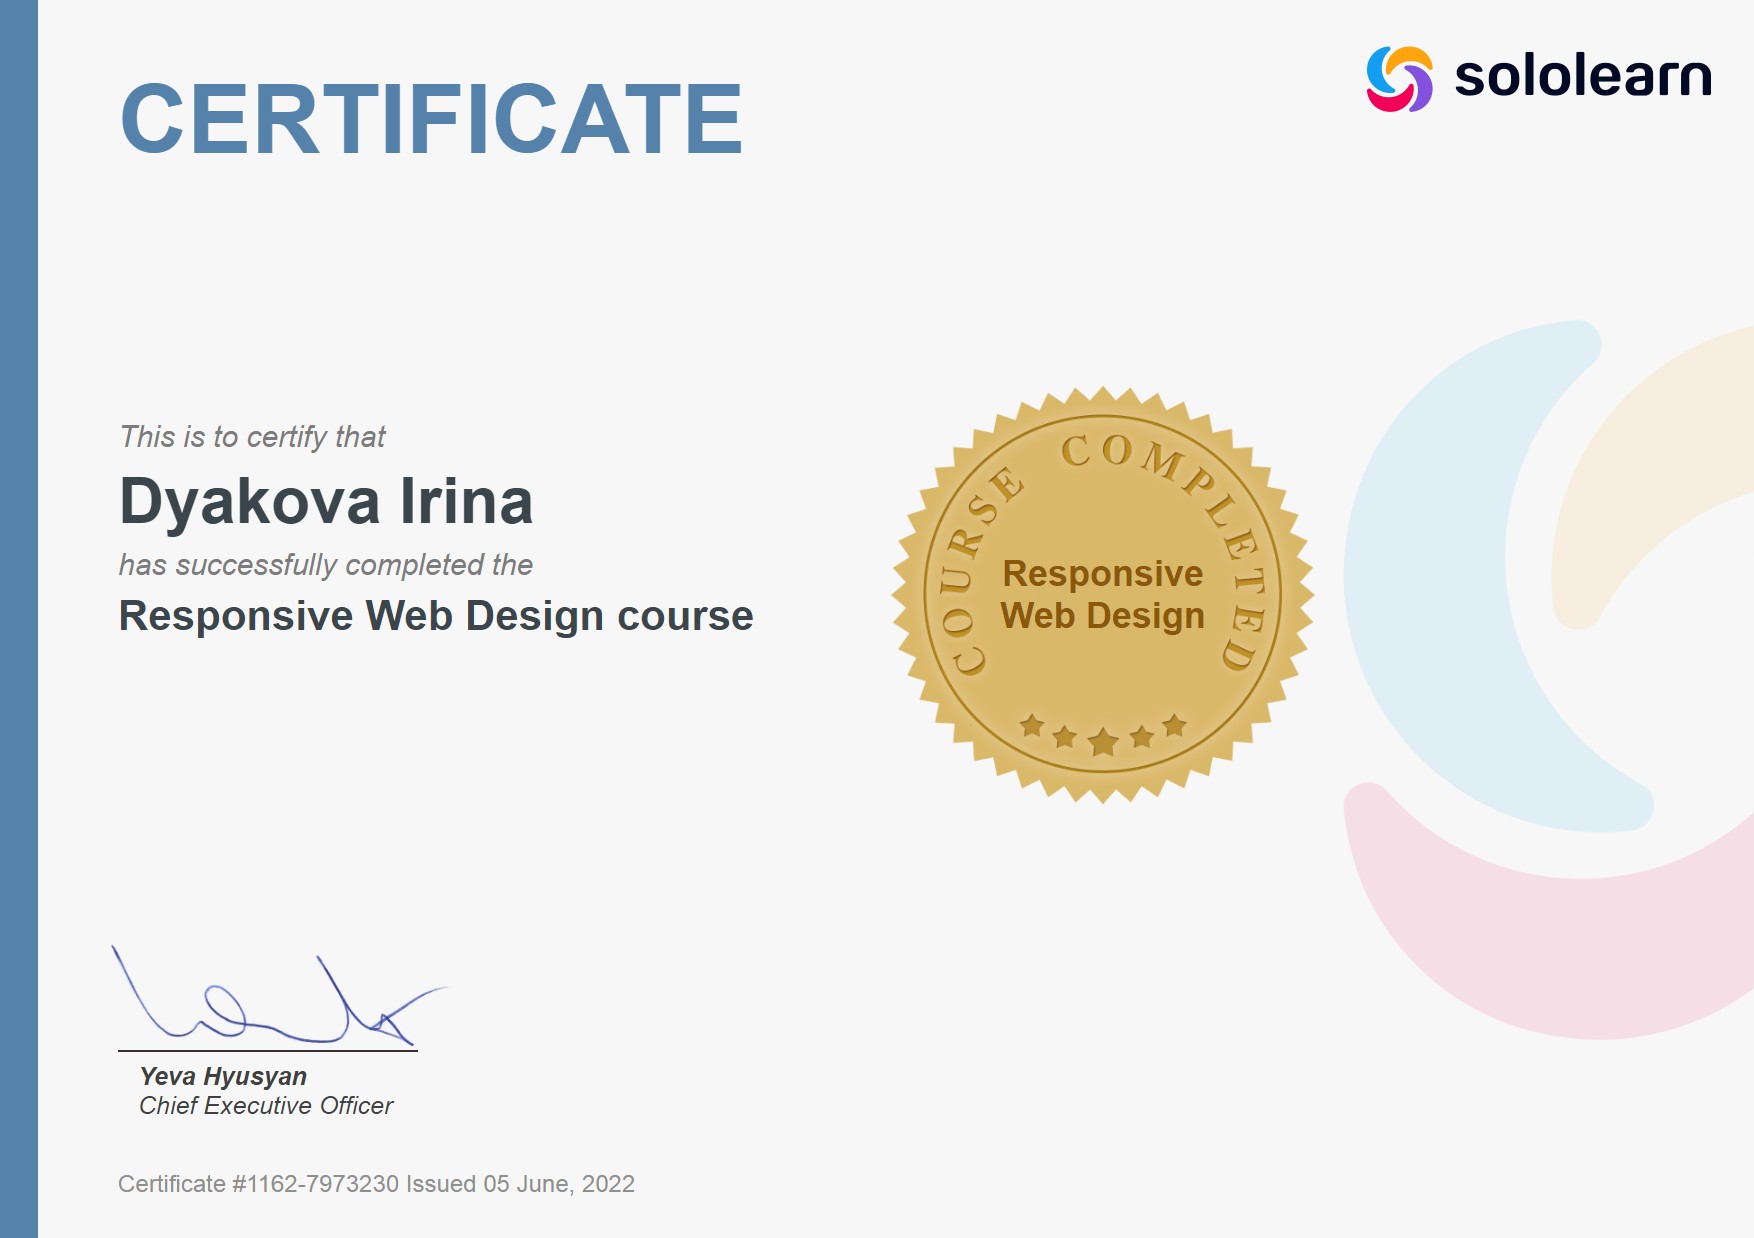 CERTIFICATE
sololearn
This is to certify that
Dyakova Irina
has successfully completed the
Responsive Web Design course
COURSE COMPLETED
Responsive
Web Design
Yeva Hyusyan
Chief Executive Officer
Certificate #1162-7973230 Issued 05 June, 2022